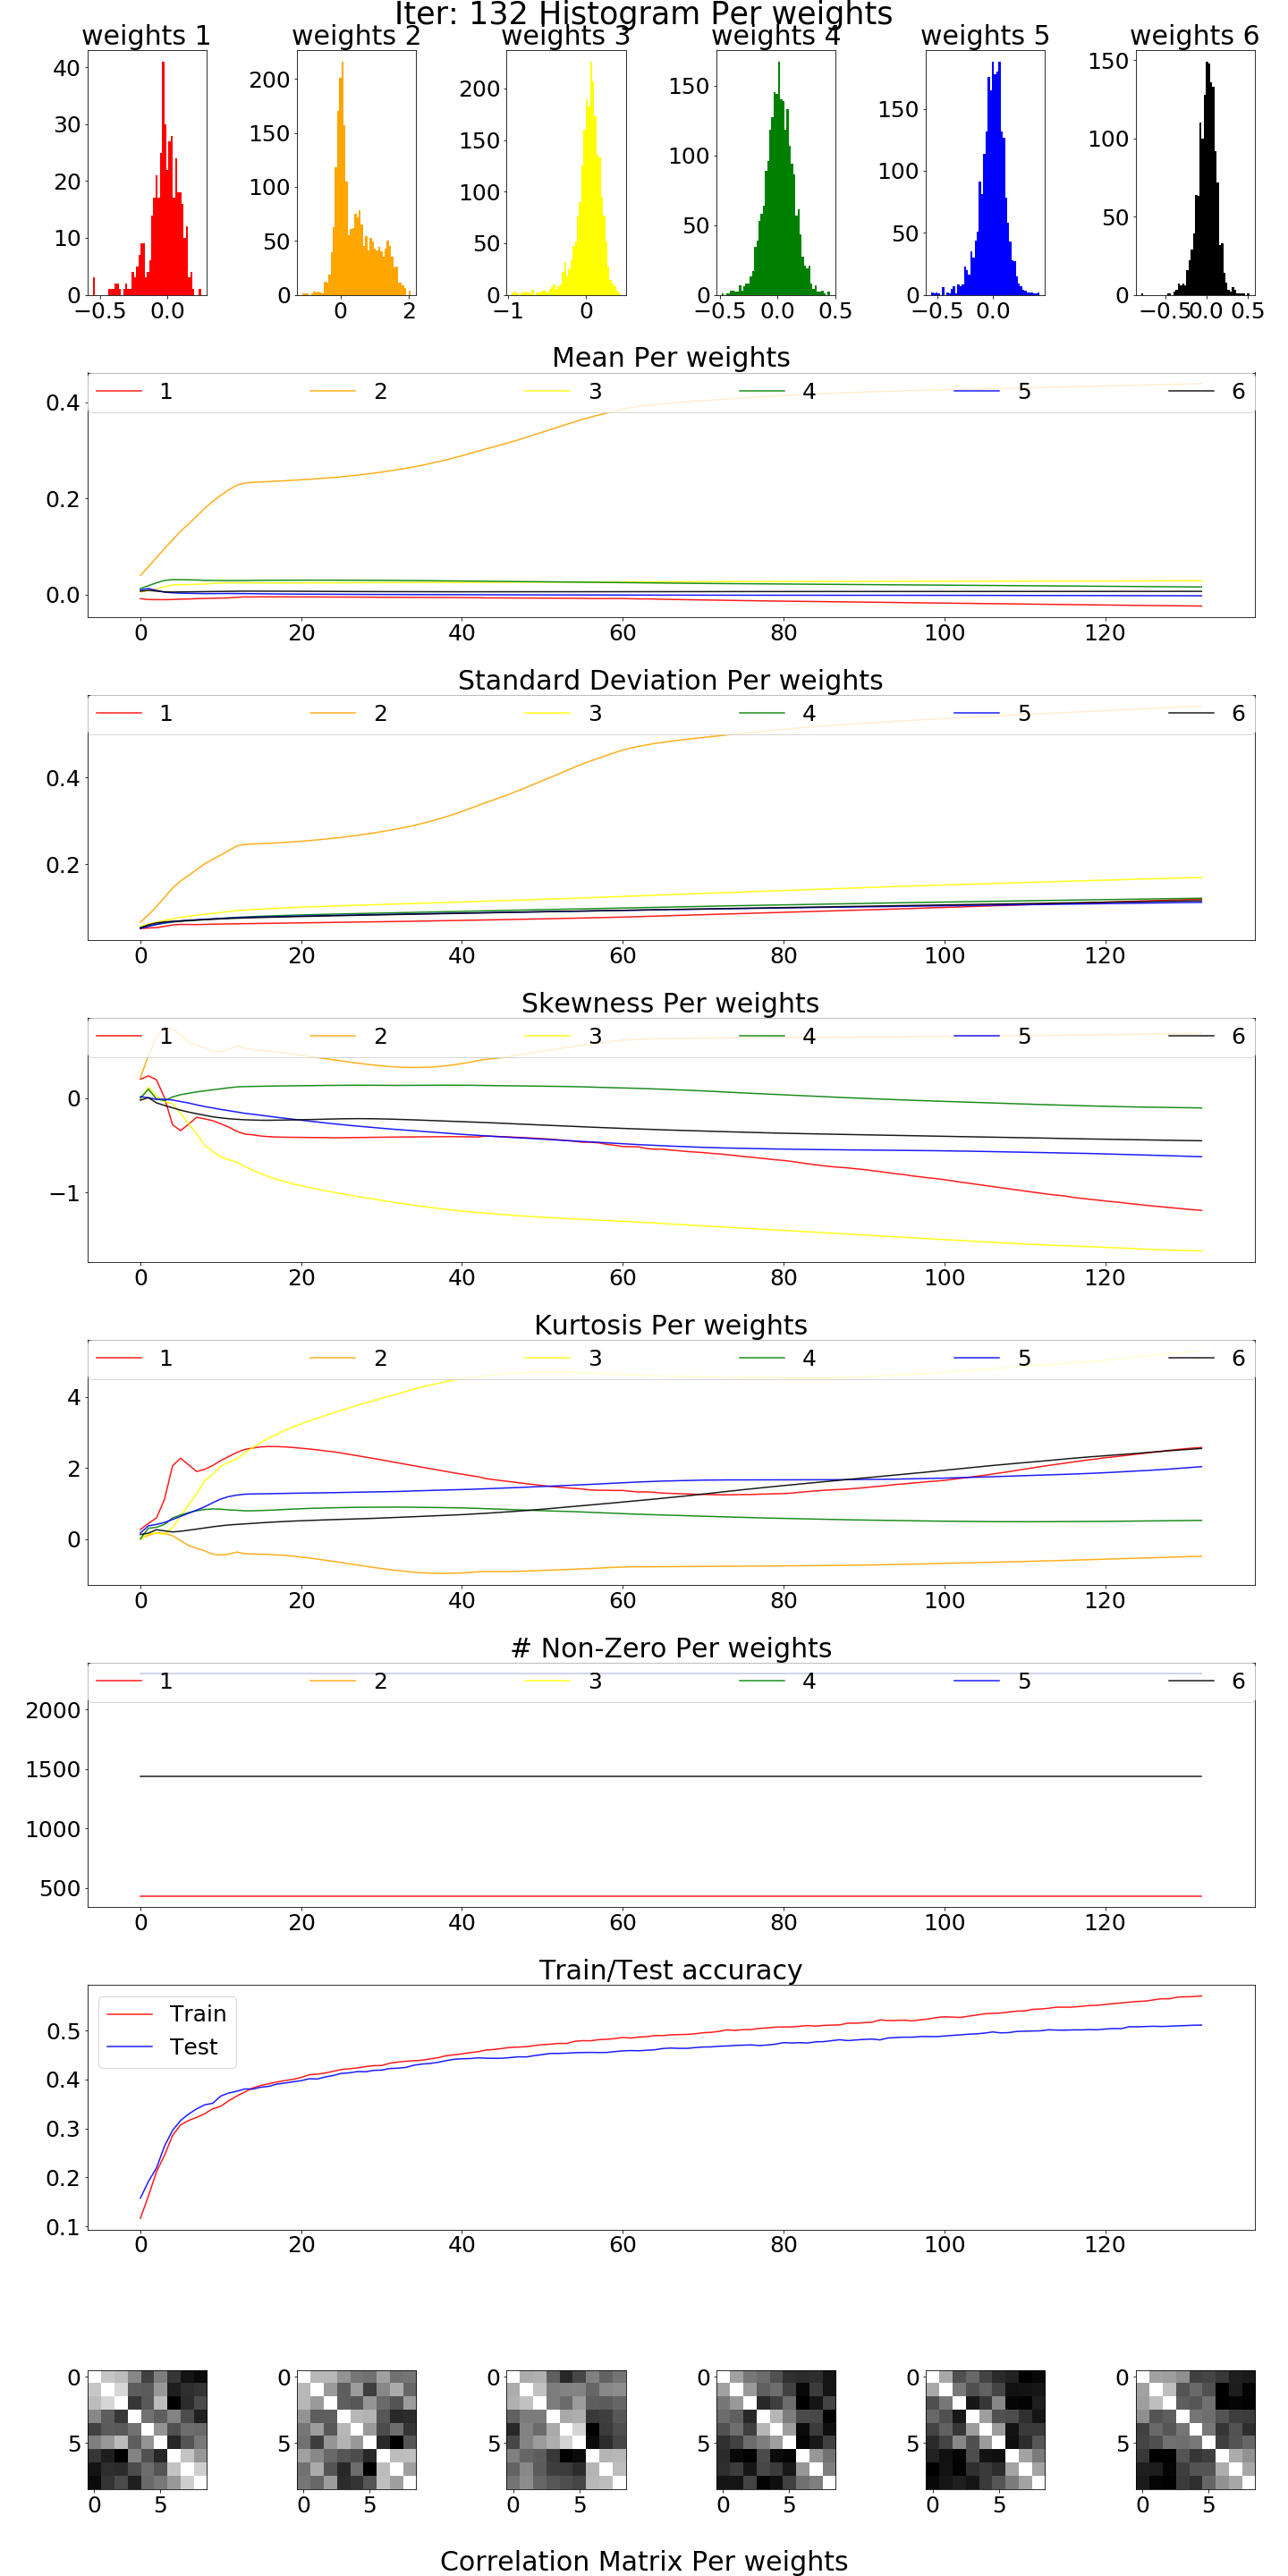 Iter: 132 Histogram Per weights
weights 1 weights 2 weights 3 weights 4 weights 5 weights 6
40
30
20
10
0
−0.5 0.0
200
150
100
50
0
0 2
200
150
100
50
0
−1 0
150
100
50
0
−0.5 0.0 0.5
150
100
50
0
−0.5 0.0
150
100
50
0
−0.5 0.0 0.5
Mean Per weights
1 2 3 4 5 6
0.4
0.2
0.0
0 20 40 60 80 100 120
Standard Deviation Per weights
1 2 3 4 5 6
0.4
0.2
0 20 40 60 80 100 120
Skewness Per weights
1 2 3 4 5 6
0
−1
0 20 40 60 80 100 120
Kurtosis Per weights
1 2 3 4 5 6
4
2
0
0 20 40 60 80 100 120
# Non-Zero Per weights
1 2 3 4 5 6
2000
1500
1000
500
0 20 40 60 80 100 120
Train/Test accuracy
Train
Test
0.5
0.4
0.3
0.2
0.1
0 20 40 60 80 100 120
0
5
0 5
0
5
0 5
0
5
0 5
0
5
0 5
0
5
0 5
0
5
0 5
Correlation Matrix Per weights